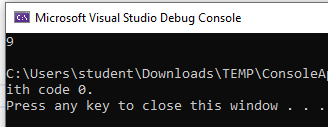 Microsoft Visual Studio Debug Console
9
C:\Users\student\Downloads\TEMP\ConsoleAp
ith code 0.
Press any key to close this window . . .